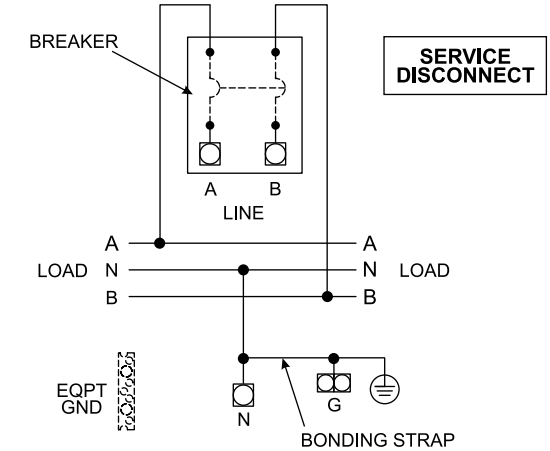 BREAKER
SERVICE
DISCONNECT
A B
LINE
A A
LOAD N N LOAD
B B
EQPT
GND
N
G
BONDING STRAP